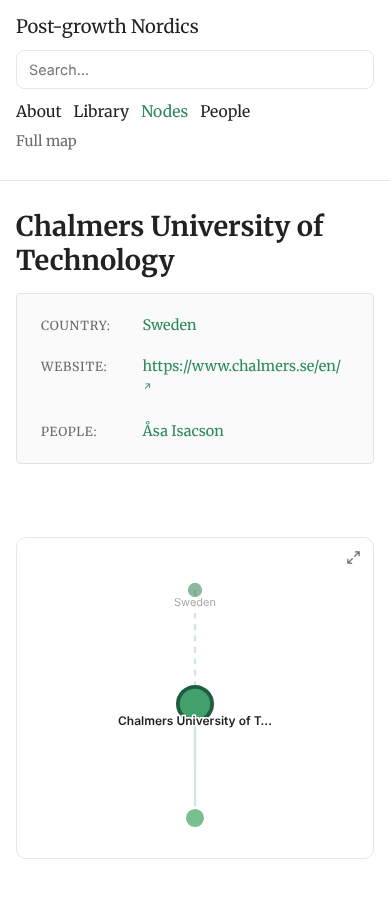 Post-growth Nordics
Search...
About Library Nodes People
Full map
Chalmers University of
Technology
COUNTRY: Sweden
WEBSITE: https://www.chalmers.se/en/
↗
PEOPLE: Åsa Isacson
Sweden
Chalmers University of T...